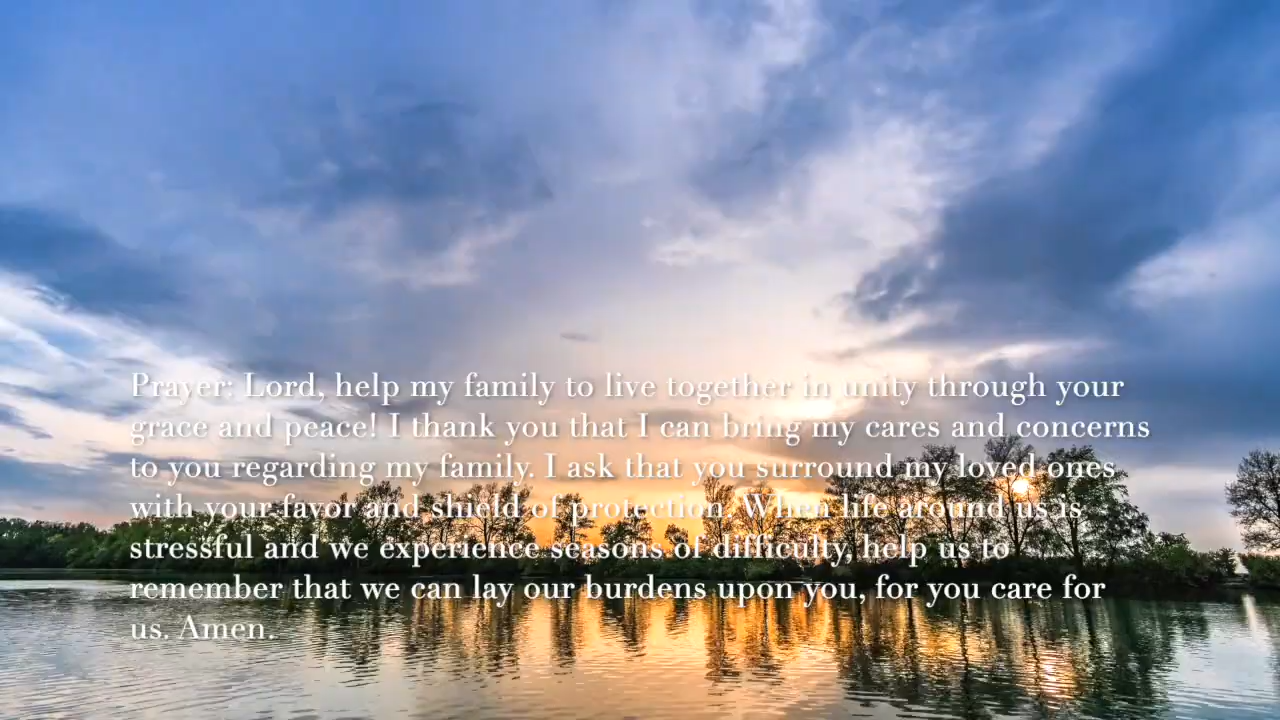 Prayer: Lord, help my family to live together in unity through your
grace and peace! I thank you that I can bring my cares and concerns
to you regarding my family. I ask that you surround my loved ones
with your favor and shield of protection. When life around us is
stressful and we experience seasons of difficulty, help us to
remember that we can lay our burdens upon you, for you care for
us. Amen.